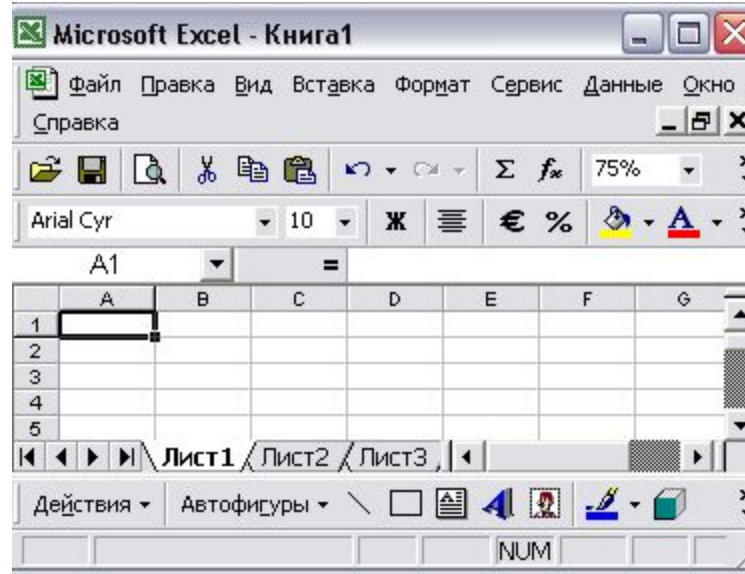 Microsoft Excel - Книга1
Файл Правка Вид Вставка Формат Сервис Данные Окно
Справка
Σ fx 75%
Arial Cyr 10 Ж € % А
A1 =
A B C D E F G
1
2
3
4
5
Лист1 Лист2 Лист3
Действия Автофигуры
NUM